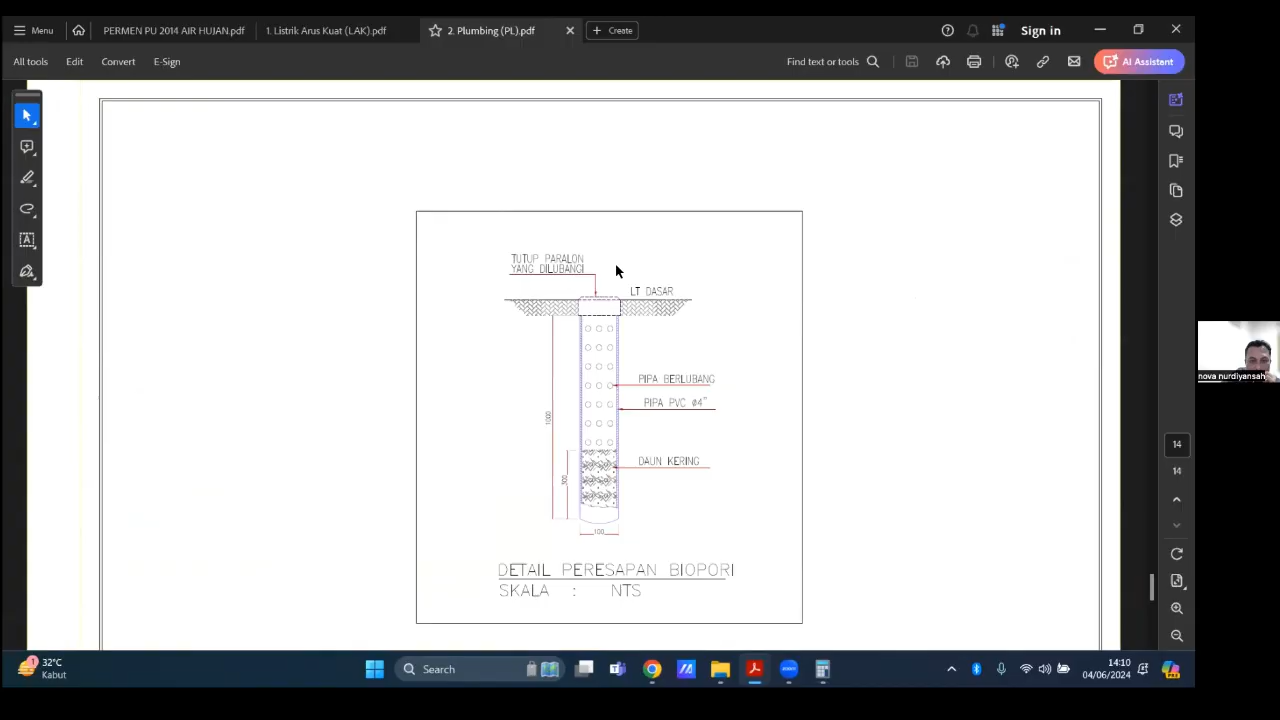 Menu
PERMEN PU 2014 AIR HUJAN.pdf
1. Listrik Arus Kuat (LAK).pdf
2. Plumbing (PL).pdf
Create
Sign in
All tools
Edit
Convert
E-Sign
Find text or tools
AI Assistant
TUTUP PARALON
YANG DILUBANGI
LT DASAR
PIPA BERLUBANG
PIPA PVC ø4"
1000
DAUN KERING
300
100
DETAIL PERESAPAN BIOPORI
SKALA : NTS
nova nurdiyansah
14
14
32°C
Kabut
Search
14:10
04/06/2024